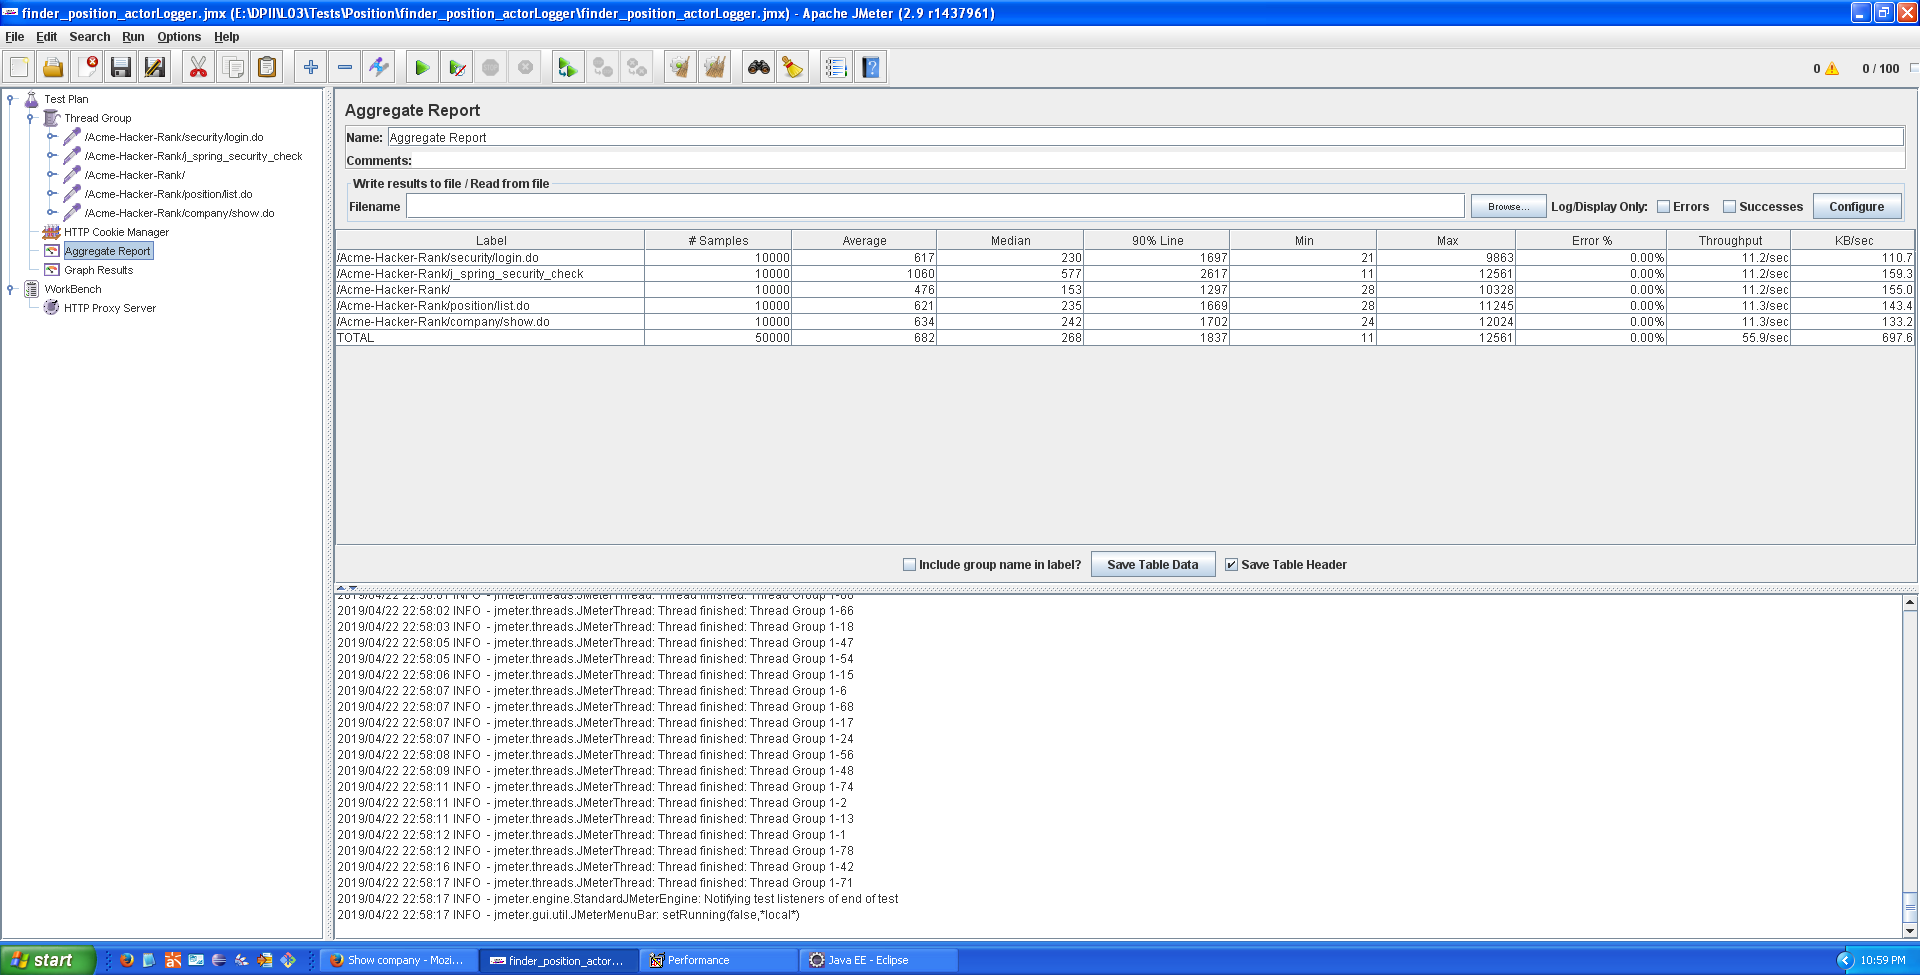 finder_position_actorLogger.jmx (E:\DPII\L03\Tests\Position\finder_position_actorLogger\finder_position_actorLogger.jmx) - Apache JMeter (2.9 r1437961)
File Edit Search Run Options Help
0 0 / 100
Test Plan
Thread Group
/Acme-Hacker-Rank/security/login.do
/Acme-Hacker-Rank/j_spring_security_check
/Acme-Hacker-Rank/
/Acme-Hacker-Rank/position/list.do
/Acme-Hacker-Rank/company/show.do
HTTP Cookie Manager
Aggregate Report
Graph Results
WorkBench
HTTP Proxy Server
Aggregate Report
Name: Aggregate Report
Comments:
Write results to file / Read from file
Filename Browse... Log/Display Only: Errors Successes Configure
Label # Samples Average Median 90% Line Min Max Error % Throughput KB/sec
/Acme-Hacker-Rank/security/login.do 10000 617 230 1697 21 9863 0.00% 11.2/sec 110.7
/Acme-Hacker-Rank/j_spring_security_check 10000 1060 577 2617 11 12561 0.00% 11.2/sec 159.3
/Acme-Hacker-Rank/ 10000 476 153 1297 28 10328 0.00% 11.2/sec 155.0
/Acme-Hacker-Rank/position/list.do 10000 621 235 1669 28 11245 0.00% 11.3/sec 143.4
/Acme-Hacker-Rank/company/show.do 10000 634 242 1702 24 12024 0.00% 11.3/sec 133.2
TOTAL 50000 682 268 1837 11 12561 0.00% 55.9/sec 697.6
Include group name in label? Save Table Data Save Table Header
2019/04/22 22:58:02 INFO - jmeter.threads.JMeterThread: Thread finished: Thread Group 1-66
2019/04/22 22:58:03 INFO - jmeter.threads.JMeterThread: Thread finished: Thread Group 1-18
2019/04/22 22:58:05 INFO - jmeter.threads.JMeterThread: Thread finished: Thread Group 1-47
2019/04/22 22:58:05 INFO - jmeter.threads.JMeterThread: Thread finished: Thread Group 1-54
2019/04/22 22:58:06 INFO - jmeter.threads.JMeterThread: Thread finished: Thread Group 1-15
2019/04/22 22:58:07 INFO - jmeter.threads.JMeterThread: Thread finished: Thread Group 1-6
2019/04/22 22:58:07 INFO - jmeter.threads.JMeterThread: Thread finished: Thread Group 1-68
2019/04/22 22:58:07 INFO - jmeter.threads.JMeterThread: Thread finished: Thread Group 1-17
2019/04/22 22:58:07 INFO - jmeter.threads.JMeterThread: Thread finished: Thread Group 1-24
2019/04/22 22:58:08 INFO - jmeter.threads.JMeterThread: Thread finished: Thread Group 1-56
2019/04/22 22:58:09 INFO - jmeter.threads.JMeterThread: Thread finished: Thread Group 1-48
2019/04/22 22:58:11 INFO - jmeter.threads.JMeterThread: Thread finished: Thread Group 1-74
2019/04/22 22:58:11 INFO - jmeter.threads.JMeterThread: Thread finished: Thread Group 1-2
2019/04/22 22:58:11 INFO - jmeter.threads.JMeterThread: Thread finished: Thread Group 1-13
2019/04/22 22:58:12 INFO - jmeter.threads.JMeterThread: Thread finished: Thread Group 1-1
2019/04/22 22:58:12 INFO - jmeter.threads.JMeterThread: Thread finished: Thread Group 1-78
2019/04/22 22:58:16 INFO - jmeter.threads.JMeterThread: Thread finished: Thread Group 1-42
2019/04/22 22:58:17 INFO - jmeter.threads.JMeterThread: Thread finished: Thread Group 1-71
2019/04/22 22:58:17 INFO - jmeter.engine.StandardJMeterEngine: Notifying test listeners of end of test
2019/04/22 22:58:17 INFO - jmeter.gui.util.JMeterMenuBar: setRunning(false,*local*)
start Show company - Mozi... finder_position_actor... Performance Java EE - Eclipse 10:59 PM